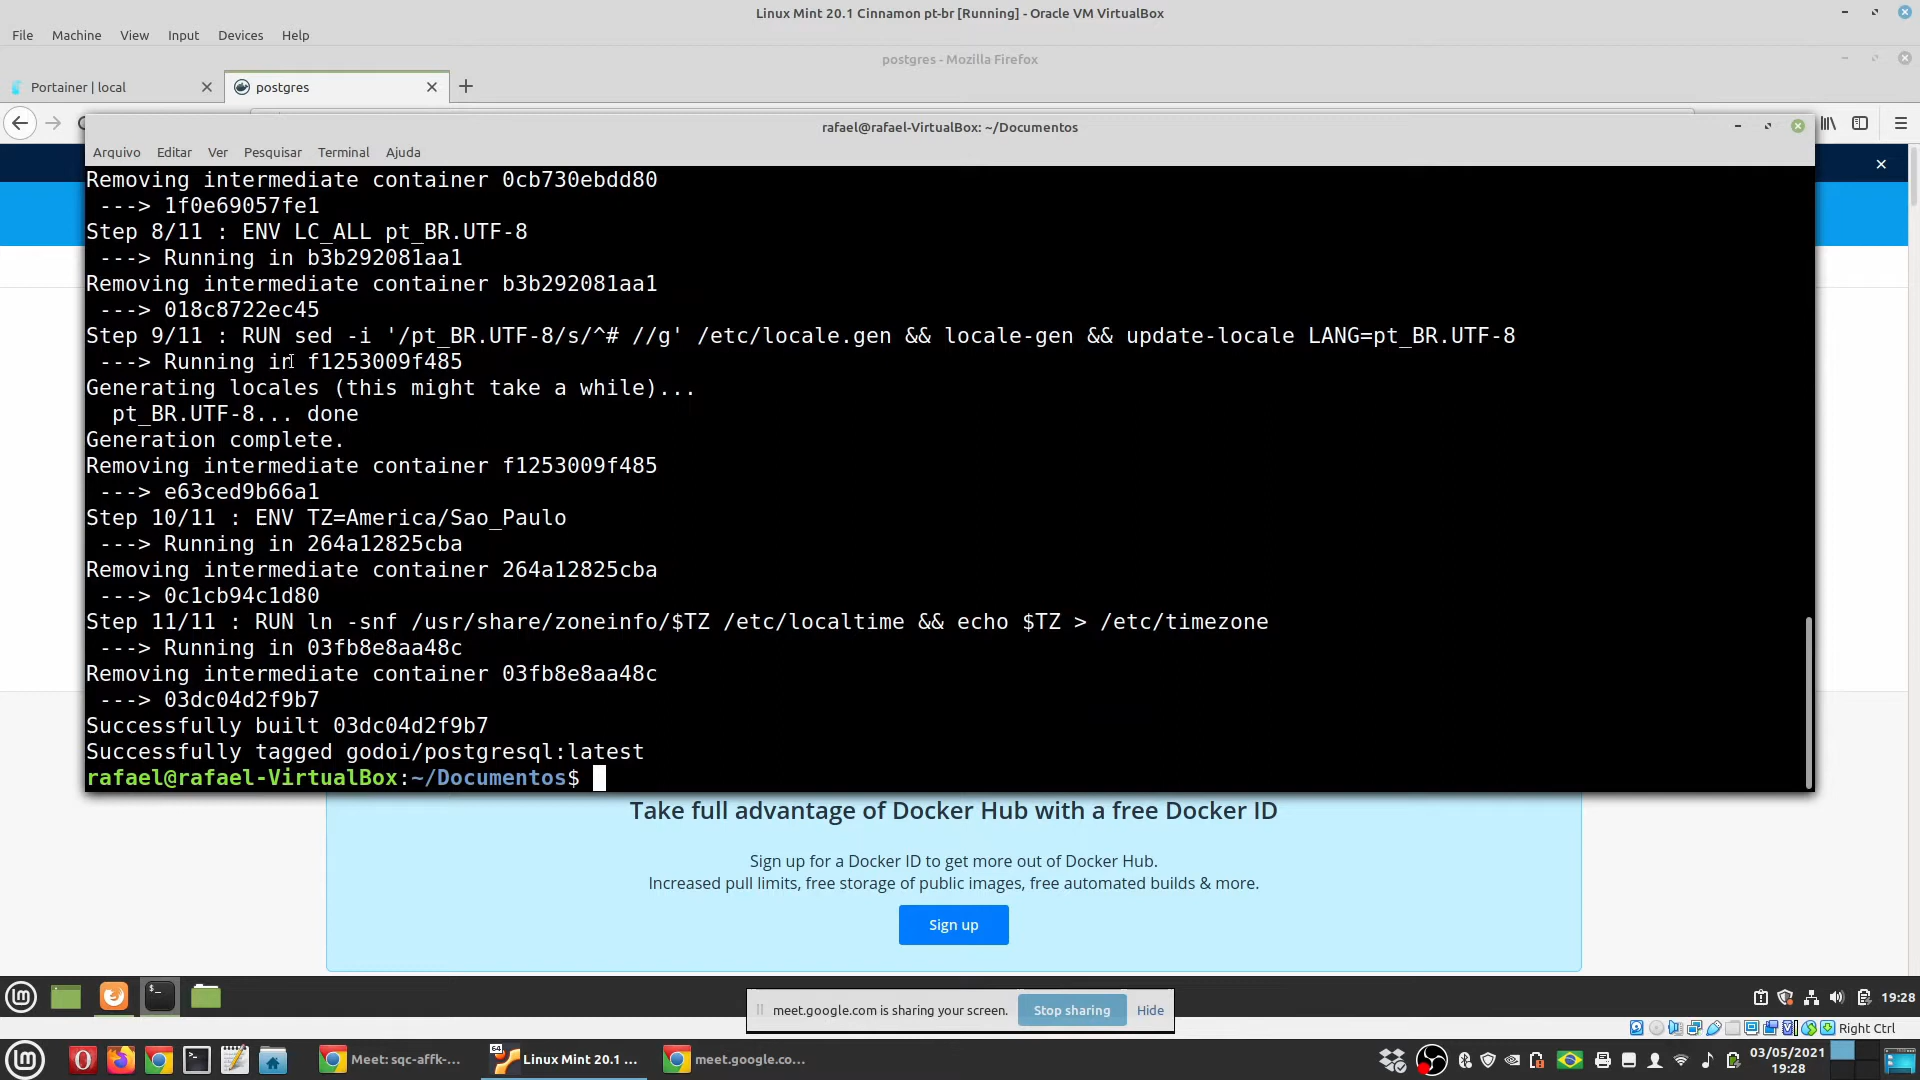 Linux Mint 20.1 Cinnamon pt-br [Running] - Oracle VM VirtualBox
File Machine View Input Devices Help
postgres - Mozilla Firefox
Portainer | local
postgres
rafael@rafael-VirtualBox: ~/Documentos
Arquivo Editar Ver Pesquisar Terminal Ajuda
Removing intermediate container 0cb730ebdd80
---> 1f0e69057fe1
Step 8/11 : ENV LC_ALL pt_BR.UTF-8
---> Running in b3b292081aa1
Removing intermediate container b3b292081aa1
---> 018c8722ec45
Step 9/11 : RUN sed -i '/pt_BR.UTF-8/s/^# //g' /etc/locale.gen && locale-gen && update-locale LANG=pt_BR.UTF-8
---> Running in f1253009f485
Generating locales (this might take a while)...
pt_BR.UTF-8... done
Generation complete.
Removing intermediate container f1253009f485
---> e63ced9b66a1
Step 10/11 : ENV TZ=America/Sao_Paulo
---> Running in 264a12825cba
Removing intermediate container 264a12825cba
---> 0c1cb94c1d80
Step 11/11 : RUN ln -snf /usr/share/zoneinfo/$TZ /etc/localtime && echo $TZ > /etc/timezone
---> Running in 03fb8e8aa48c
Removing intermediate container 03fb8e8aa48c
---> 03dc04d2f9b7
Successfully built 03dc04d2f9b7
Successfully tagged godoi/postgresql:latest
rafael@rafael-VirtualBox:~/Documentos$
Take full advantage of Docker Hub with a free Docker ID
Sign up for a Docker ID to get more out of Docker Hub.
Increased pull limits, free storage of public images, free automated builds & more.
Sign up
19:28
meet.google.com is sharing your screen. Stop sharing Hide
Right Ctrl
Meet: sqc-affk-...
64
Linux Mint 20.1 ...
meet.google.co...
03/05/2021
19:28